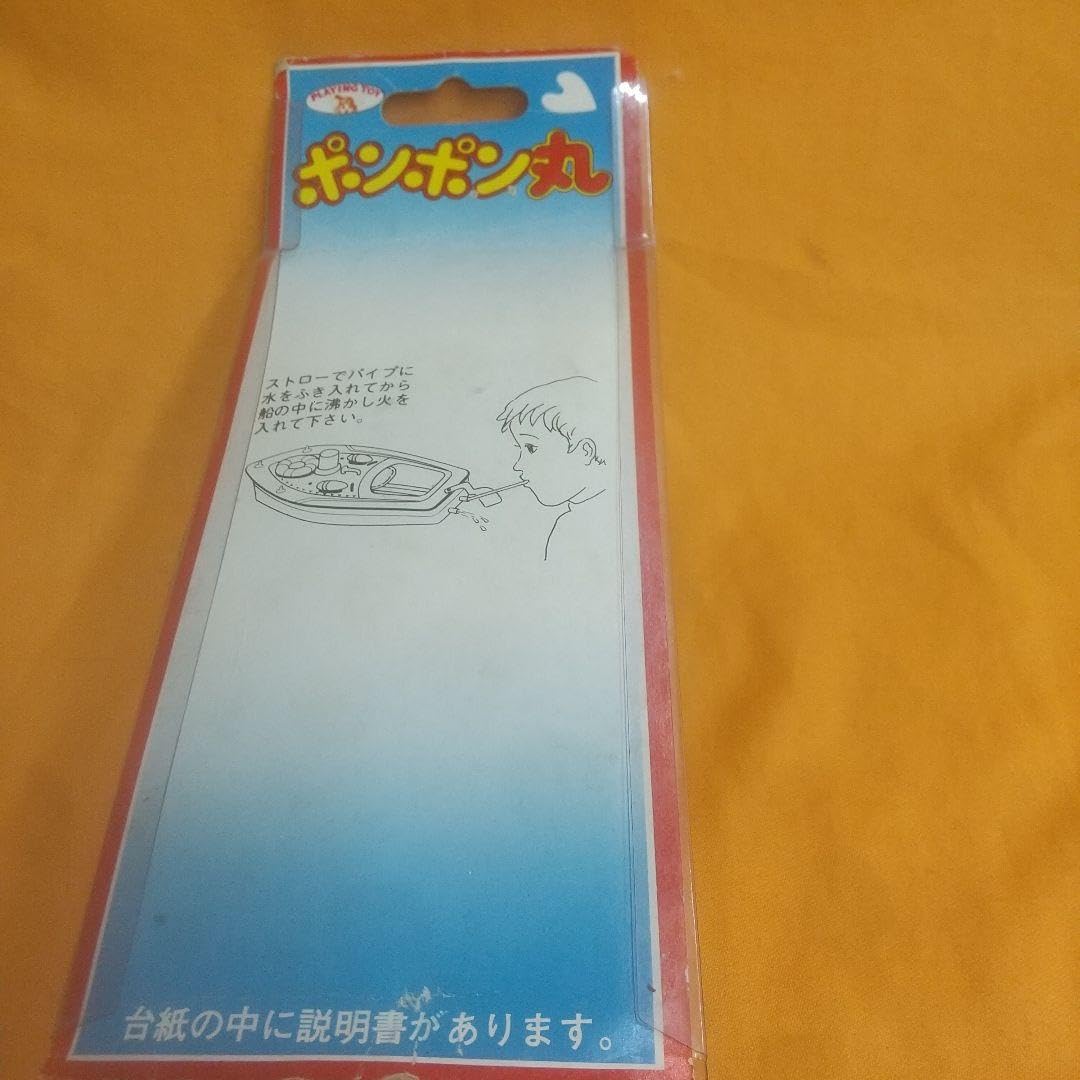 PLAYING TOY
ポンポン丸
ストローでパイプに
水をふき入れてから
船の中に沸かし火を
入れて下さい。
台紙の中に説明書があります。